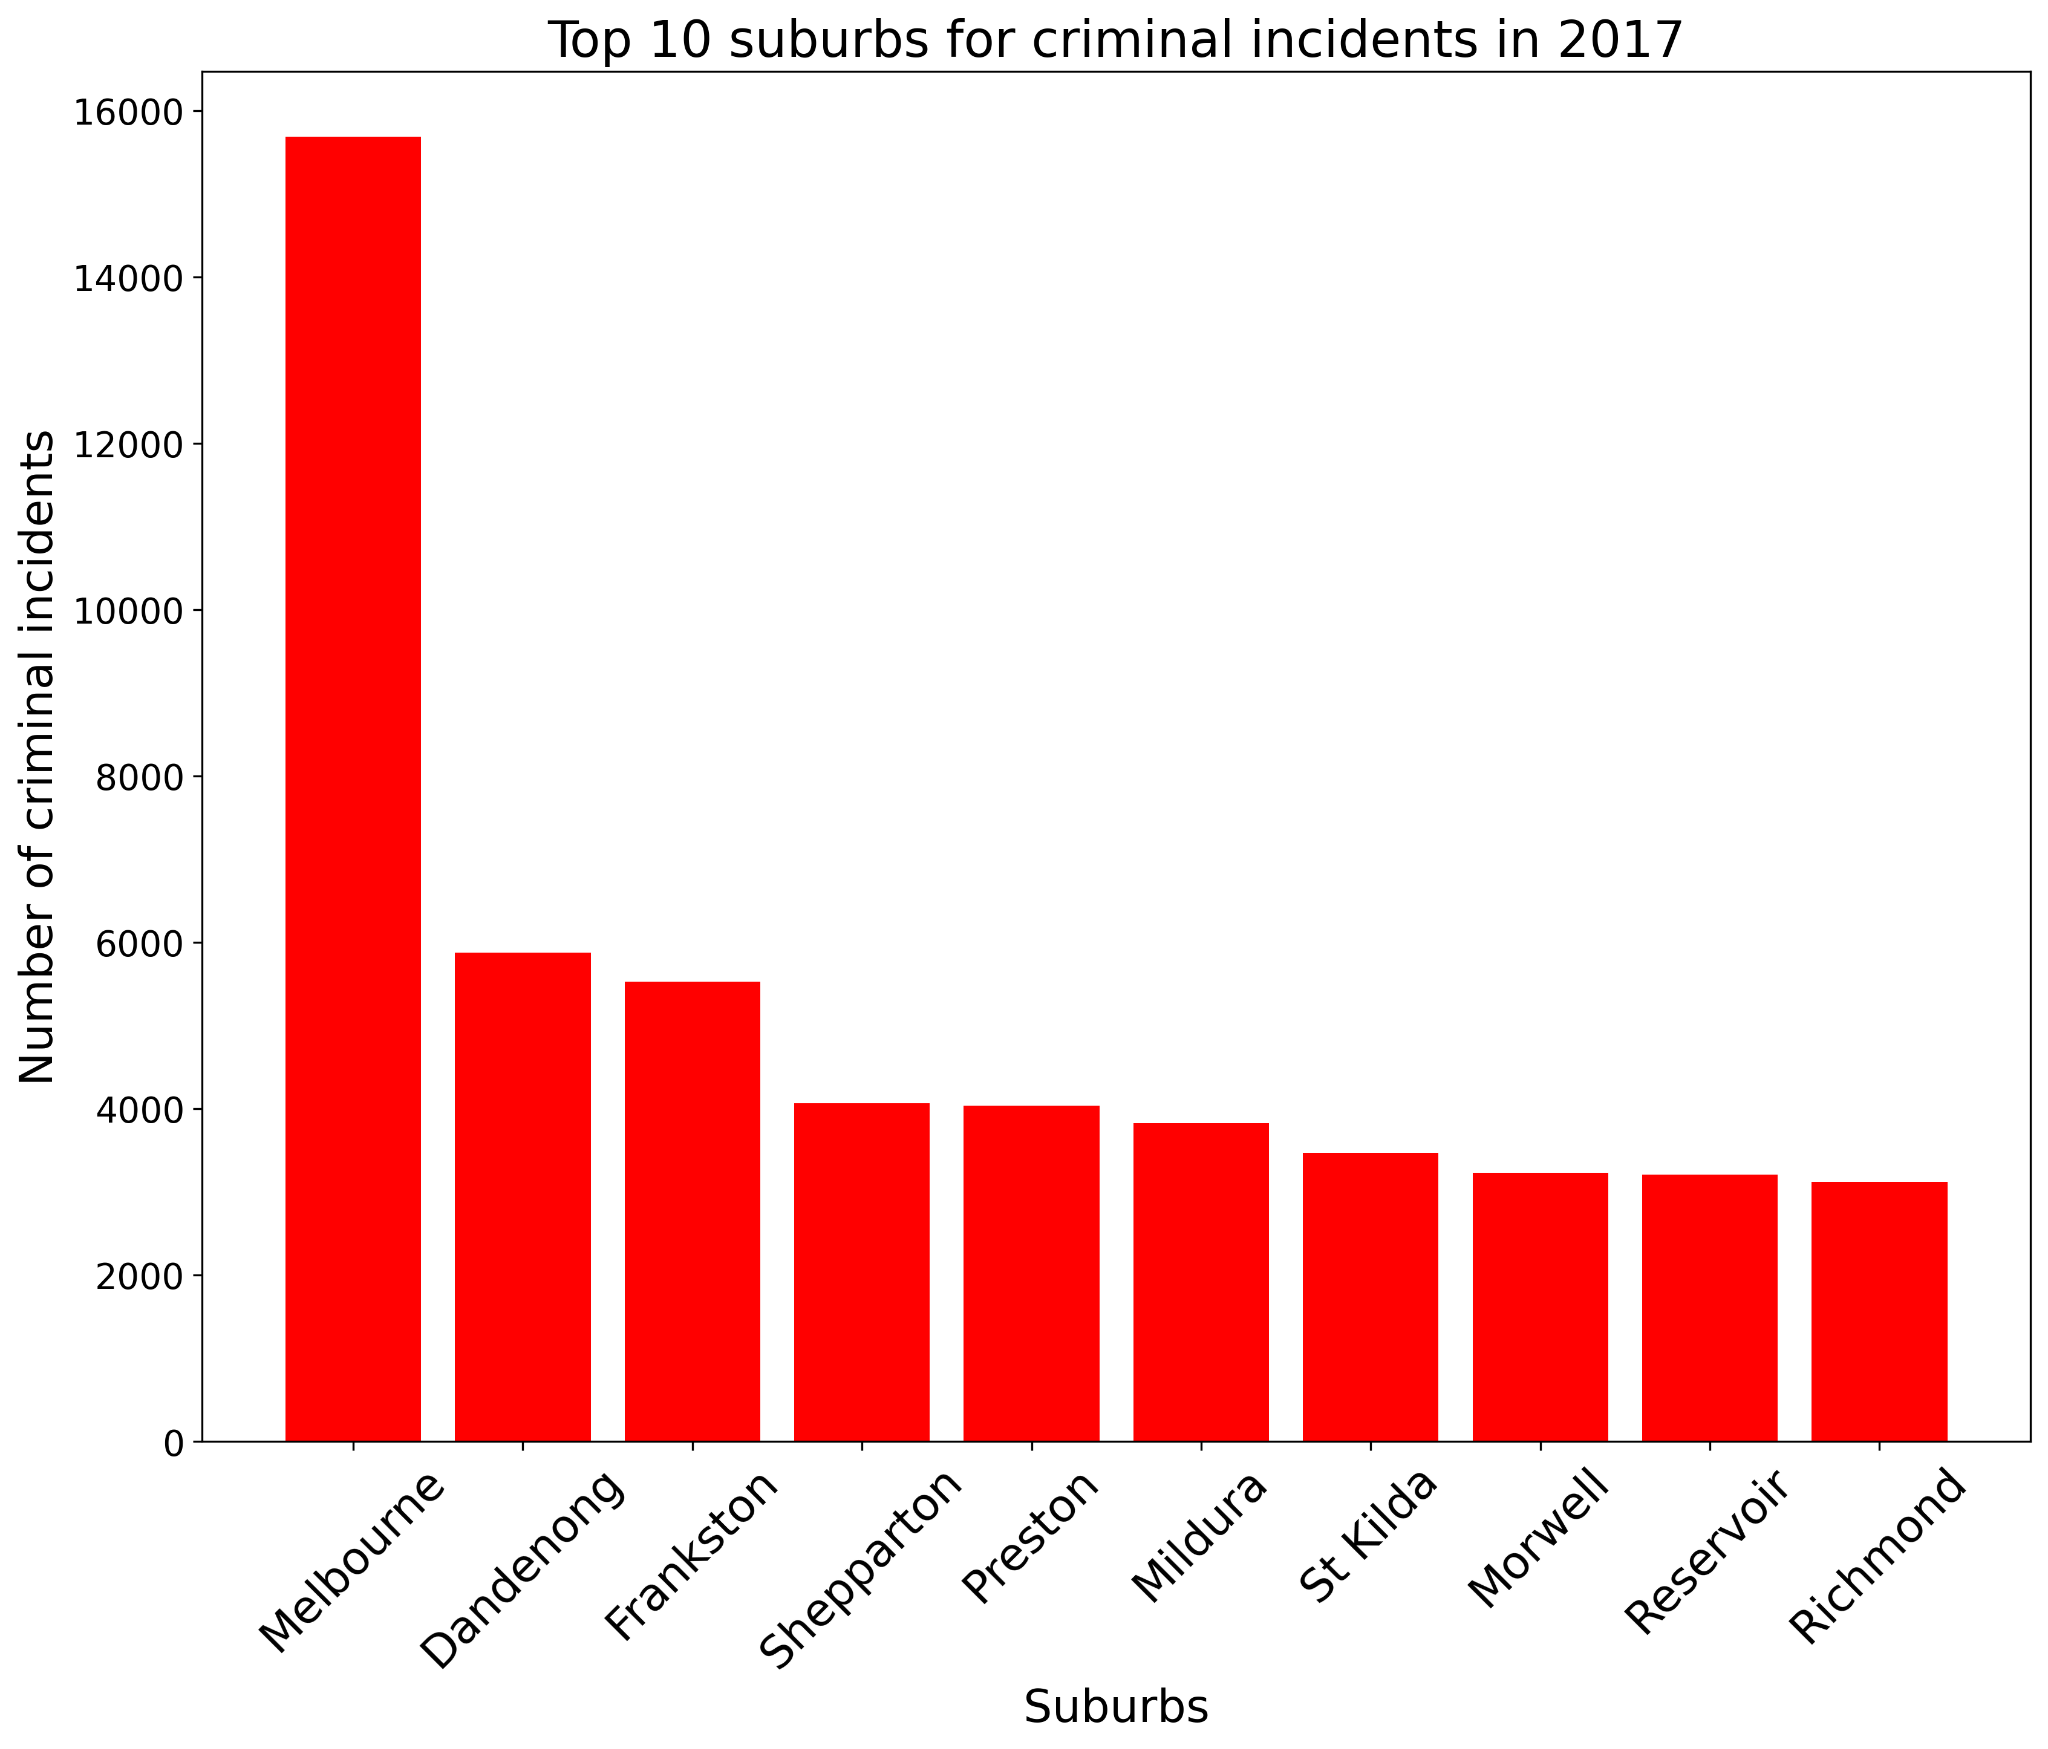 Top 10 suburbs for criminal incidents in 2017
Number of criminal incidents
16000
14000
12000
10000
8000
6000
4000
2000
0
Melbourne
Dandenong
Frankston
Shepparton
Preston
Mildura
St Kilda
Morwell
Reservoir
Richmond
Suburbs